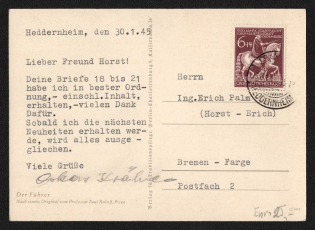 Heddernheim, den 30.1.45
Lieber Freund Horst!
Deine Briefe 18 bis 21
habe ich in bester Ord-
nung,- einschl.Inhalt,
erhalten,-vielen Dank
Dafür.
Sobald ich die nächsten
Neuheiten erhalten wer-
de, wird alles ausge-
gliechen.
Viele Grüße
Der Führer
6+4
Herrn
Ing.Erich Palm
(Horst - Erich)
Bremen - Farge
Postfach 2